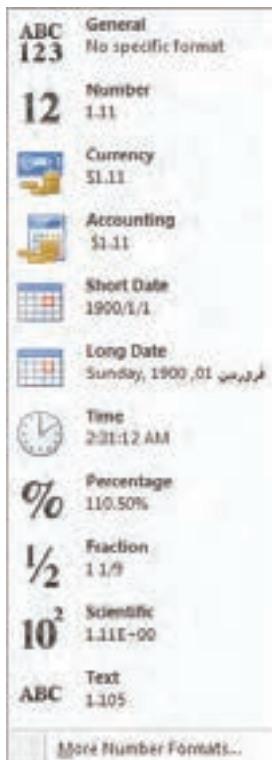 ABC
123
General
No specific format
12
Number
1.11
Currency
$1.11
Accounting
$1.11
Short Date
1900/1/1
Long Date
Sunday, 1900 ,01 فروردين
Time
2:31:12 AM
%
Percentage
110.50%
½
Fraction
1 1/9
10²
Scientific
1.11E+00
ABC
Text
1.105
More Number Formats...